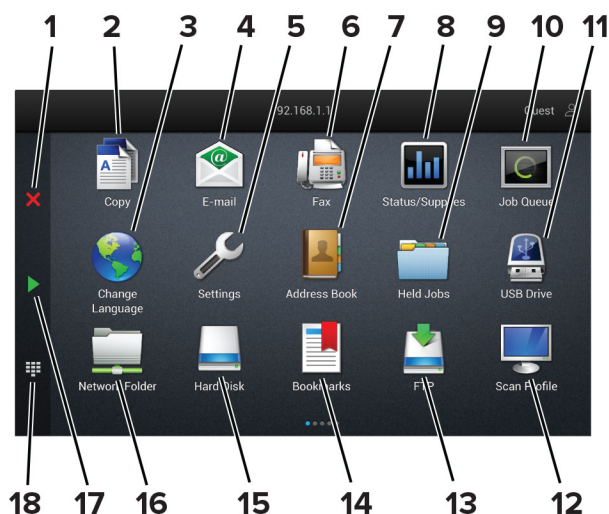 1 2 3 4 5 6 7 8 9 10 11
192.168.1.1
Guest
A
@
Copy E-mail Fax Status/Supplies Job Queue
Change
Language
Settings Address Book Held Jobs USB Drive
Network Folder Hard Disk Bookmarks FTP Scan Profile
18 17 16 15 14 13 12